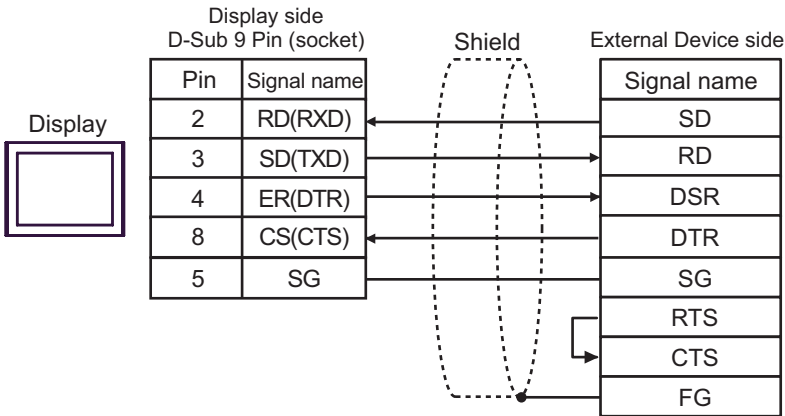 Display side
D-Sub 9 Pin (socket)
Shield
External Device side
Pin Signal name
Signal name
Display
2 RD(RXD)
SD
3 SD(TXD)
RD
4 ER(DTR)
DSR
8 CS(CTS)
DTR
5 SG
SG
RTS
CTS
FG